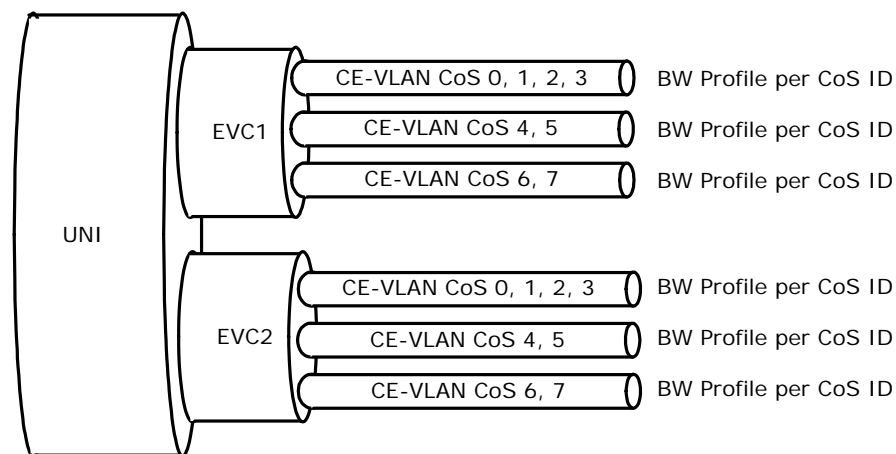 CE-VLAN CoS 0, 1, 2, 3 BW Profile per CoS ID
EVC1 CE-VLAN CoS 4, 5 BW Profile per CoS ID
CE-VLAN CoS 6, 7 BW Profile per CoS ID
UNI
CE-VLAN CoS 0, 1, 2, 3 BW Profile per CoS ID
EVC2 CE-VLAN CoS 4, 5 BW Profile per CoS ID
CE-VLAN CoS 6, 7 BW Profile per CoS ID